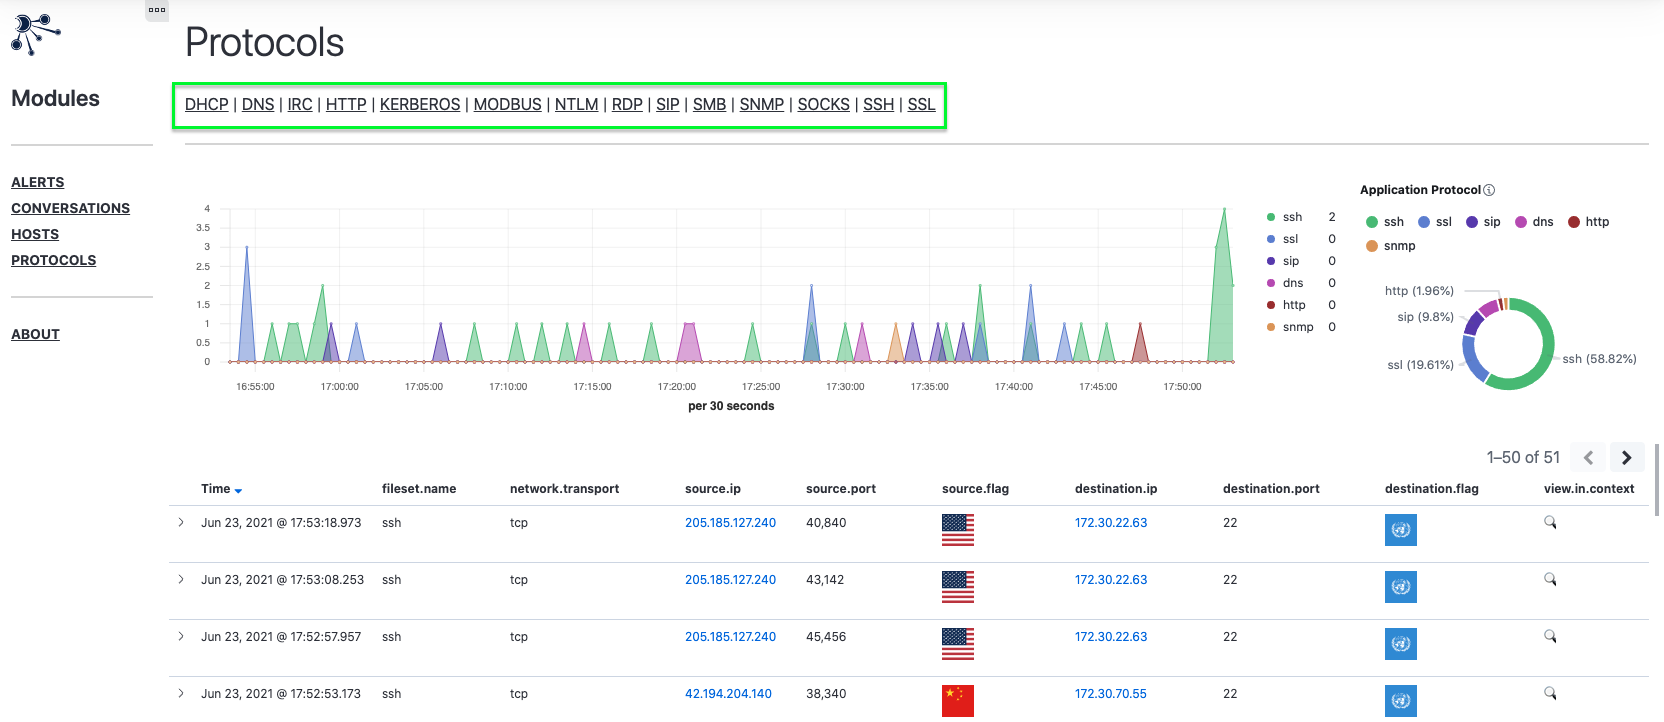 Protocols
Modules
DHCP | DNS | IRC | HTTP | KERBEROS | MODBUS | NTLM | RDP | SIP | SMB | SNMP | SOCKS | SSH | SSL
ALERTS
CONVERSATIONS
HOSTS
PROTOCOLS
ABOUT
4
3.5
3
2.5
2
1.5
1
0.5
0
16:55:00 17:00:00 17:05:00 17:10:00 17:15:00 17:20:00 17:25:00 17:30:00 17:35:00 17:40:00 17:45:00 17:50:00
per 30 seconds
ssh 2
ssl 0
sip 0
dns 0
http 0
snmp 0
Application Protocol
ssh ssl sip dns http
snmp
http (1.96%)
sip (9.8%)
ssl (19.61%)
ssh (58.82%)
1–50 of 51
Time fileset.name network.transport source.ip source.port source.flag destination.ip destination.port destination.flag view.in.context
Jun 23, 2021 @ 17:53:18.973 ssh tcp 205.185.127.240 40,840 172.30.22.63 22
Jun 23, 2021 @ 17:53:08.253 ssh tcp 205.185.127.240 43,142 172.30.22.63 22
Jun 23, 2021 @ 17:52:57.957 ssh tcp 205.185.127.240 45,456 172.30.22.63 22
Jun 23, 2021 @ 17:52:53.173 ssh tcp 42.194.204.140 38,340 172.30.70.55 22